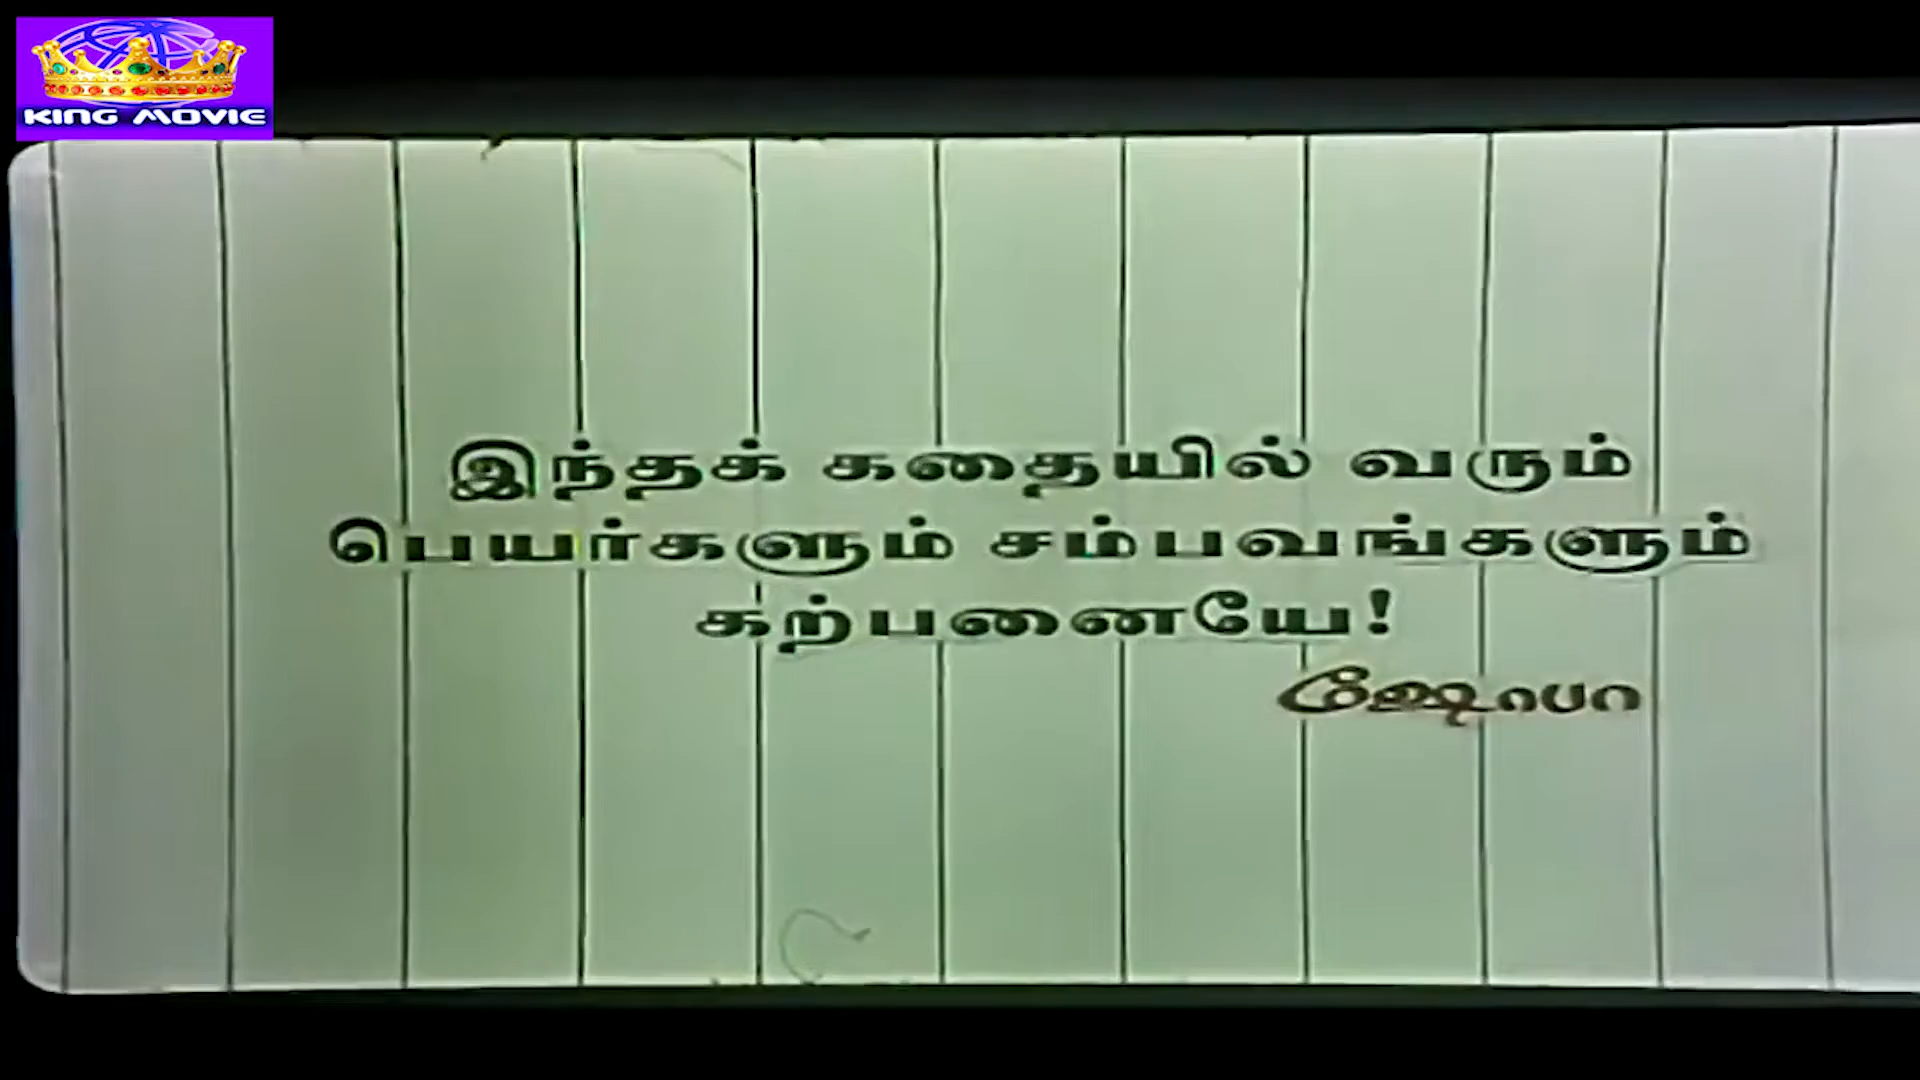 KING MOVIE
இந்தக் கதையில் வரும்
பெயர்களும் சம்பவங்களும்
கற்பனையே!
ஷோபா